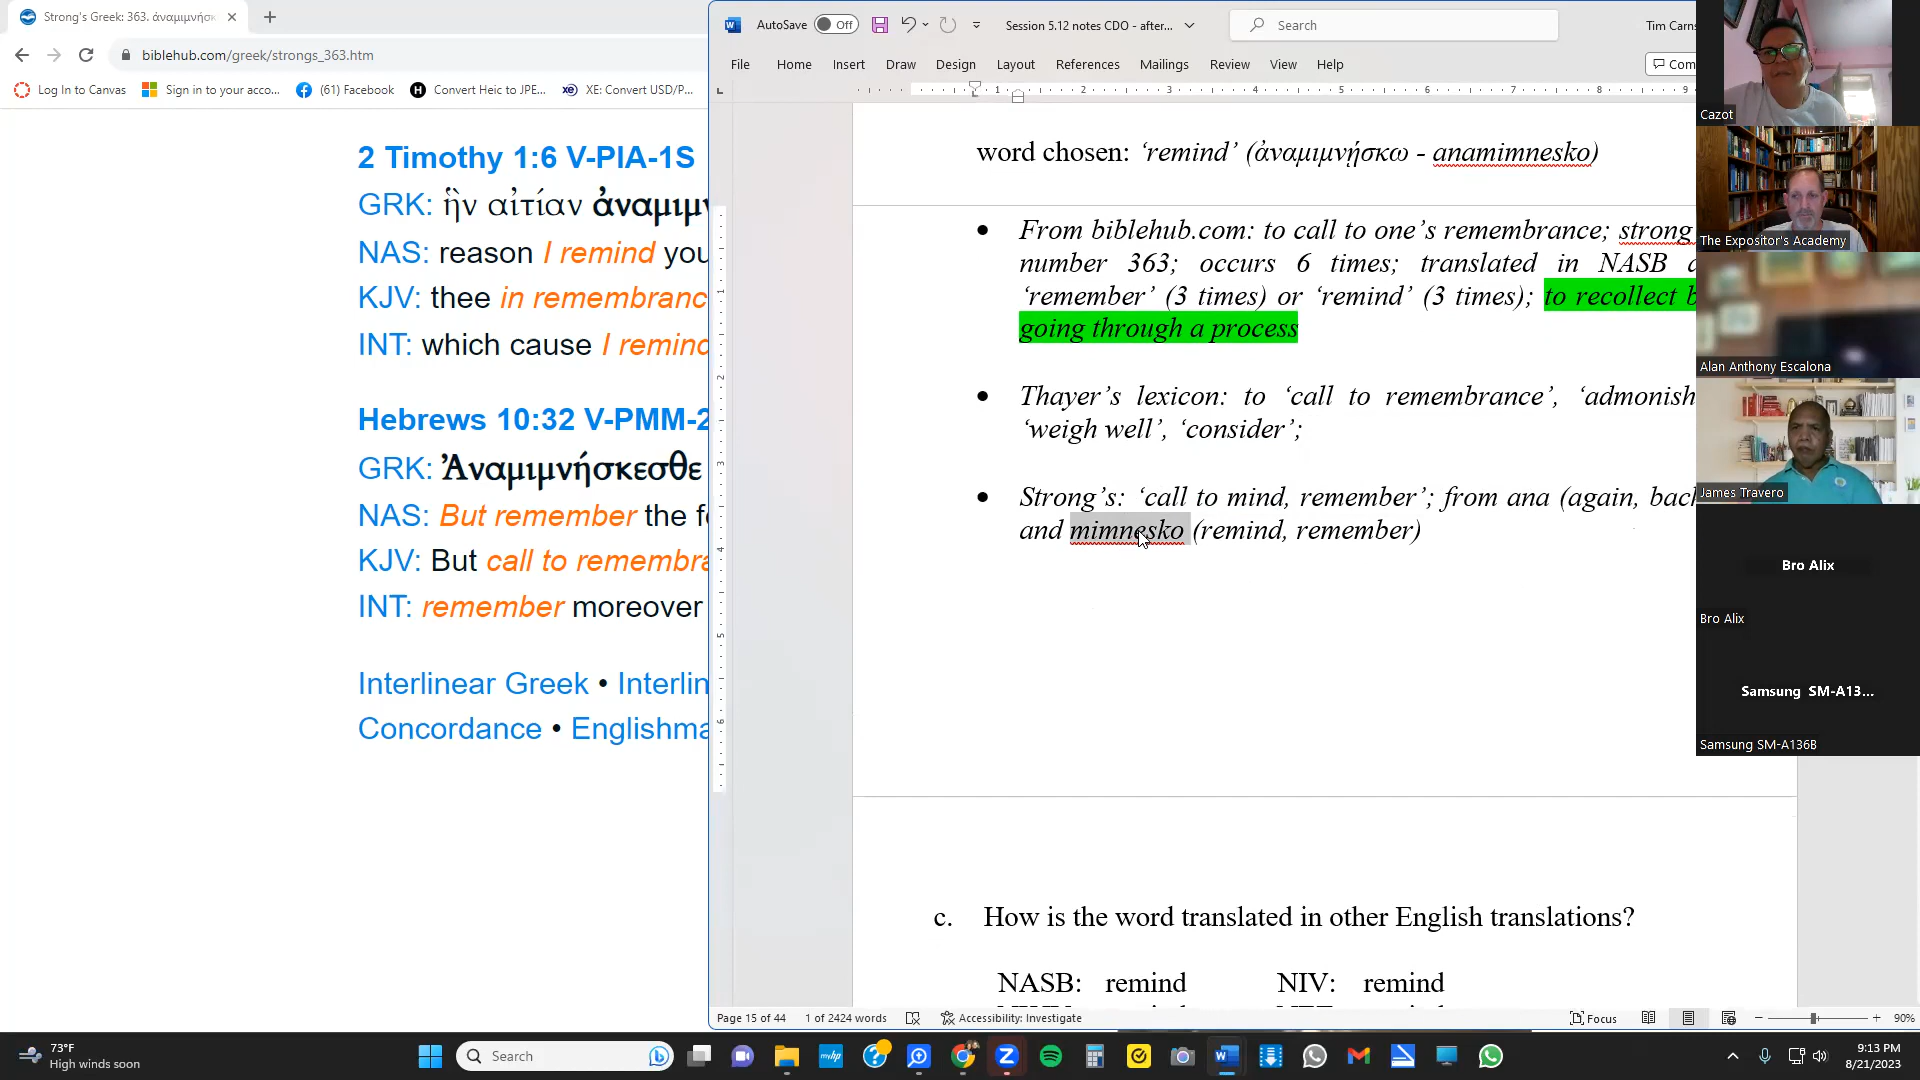 Strong's Greek: 363. ἀναμιμνήσκ
biblehub.com/greek/strongs_363.htm
Log In to Canvas
Sign in to your acco...
(61) Facebook
Convert Heic to JPE...
XE: Convert USD/P...
2 Timothy 1:6 V-PIA-1S
GRK: ἣν αἰτίαν ἀναμιμν
NAS: reason I remind you
KJV: thee in remembranc
INT: which cause I remind
Hebrews 10:32 V-PMM-2
GRK: Ἀναμιμνήσκεσθε
NAS: But remember the fo
KJV: But call to remembra
INT: remember moreover
Interlinear Greek • Interlin
Concordance • Englishma
AutoSave Off
Session 5.12 notes CDO - after...
Search
Tim Carns
File Home Insert Draw Design Layout References Mailings Review View Help
Com
word chosen: ‘remind’ (ἀναμιμνήσκω - anamimnesko)
• From biblehub.com: to call to one’s remembrance; strong
number 363; occurs 6 times; translated in NASB a
‘remember’ (3 times) or ‘remind’ (3 times); to recollect b
going through a process
• Thayer’s lexicon: to ‘call to remembrance’, ‘admonish
‘weigh well’, ‘consider’;
• Strong’s: ‘call to mind, remember’; from ana (again, back
and mimnesko (remind, remember)
c. How is the word translated in other English translations?
NASB: remind NIV: remind
Page 15 of 44
1 of 2424 words
Accessibility: Investigate
Focus
90%
Cazot
The Expositor's Academy
Alan Anthony Escalona
James Travero
Bro Alix
Bro Alix
Samsung SM-A13...
Samsung SM-A136B
73°F
High winds soon
Search
9:13 PM
8/21/2023